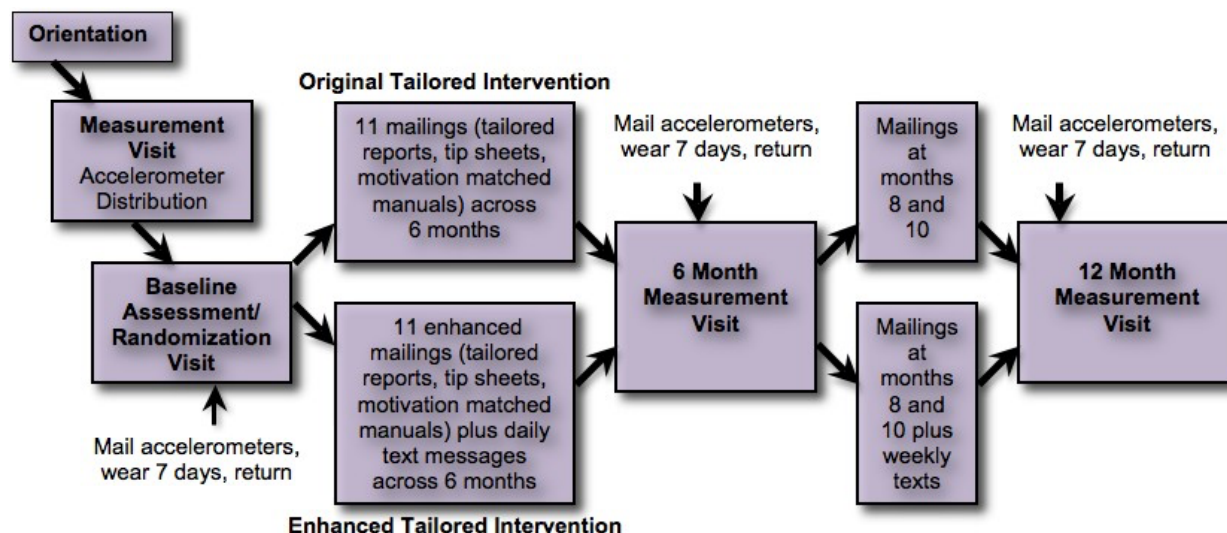 Orientation
Measurement
Visit
Accelerometer
Distribution
Baseline
Assessment/
Randomization
Visit
Mail accelerometers,
wear 7 days, return
Original Tailored Intervention
11 mailings (tailored
reports, tip sheets,
motivation matched
manuals) across
6 months
11 enhanced
mailings (tailored
reports, tip sheets,
motivation matched
manuals) plus daily
text messages
across 6 months
Enhanced Tailored Intervention
Mail accelerometers,
wear 7 days, return
6 Month
Measurement
Visit
Mailings
at
months
8 and
10
Mailings
at
months
8 and
10 plus
weekly
texts
Mail accelerometers,
wear 7 days, return
12 Month
Measurement
Visit